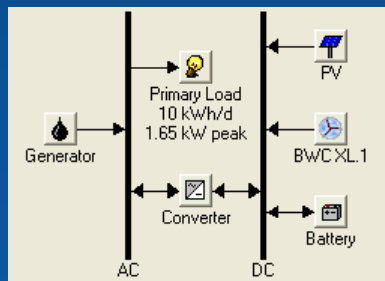 Primary Load
10 kWh/d
1.65 kW peak
PV
Generator
BWC XL.1
Converter
Battery
AC
DC